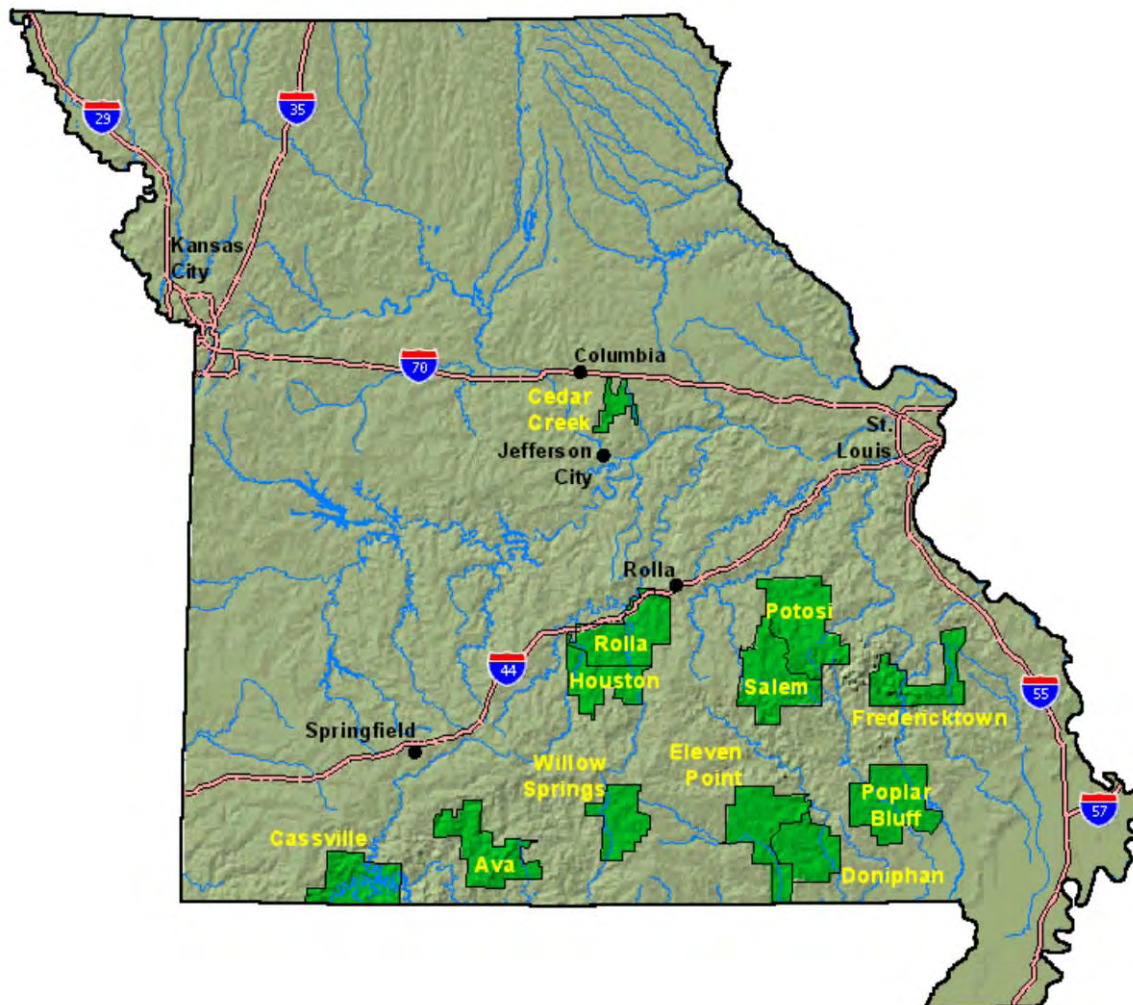 29
35
Kansas
City
70
Columbia
Cedar
Creek
St.
Louis
Jefferson
City
Rolla
Potosi
Rolla
Houston
44
Salem
55
Fredericktown
Springfield
Willow
Springs
Eleven
Point
Poplar
Bluff
57
Cassville
Ava
Doniphan